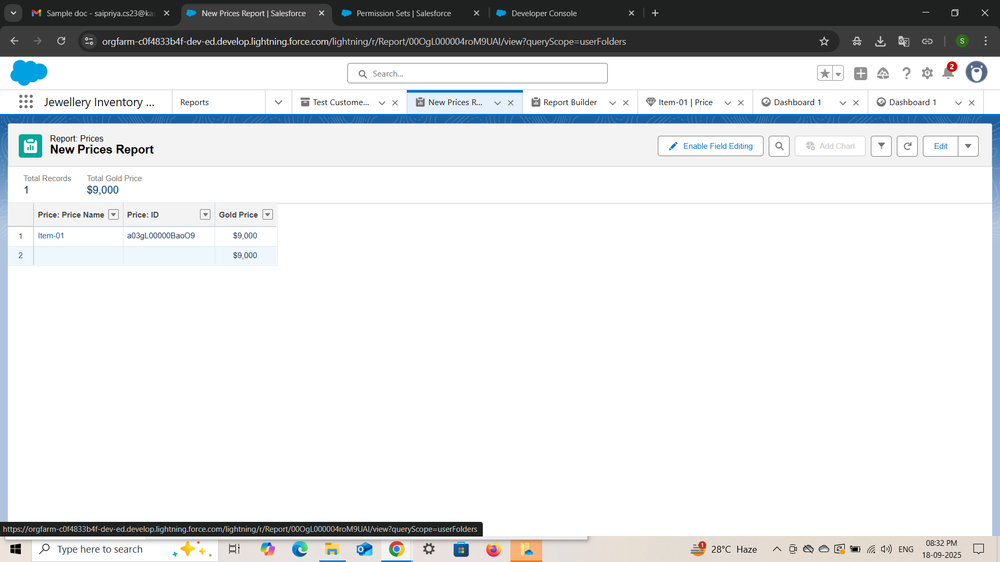 Sample doc - saipriya.cs23@kas
New Prices Report | Salesforce
Permission Sets | Salesforce
Developer Console
orgfarm-c0f4833b4f-dev-ed.develop.lightning.force.com/lightning/r/Report/00OgL000004roM9UAI/view?queryScope=userFolders
S
Search...
2
Jewellery Inventory ...
Reports
Test Custome...
New Prices R...
Report Builder
Item-01 | Price
Dashboard 1
Dashboard 1
Report: Prices
New Prices Report
Enable Field Editing
Add Chart
Edit
Total Records
1
Total Gold Price
$9,000
Price: Price Name
Price: ID
Gold Price
1
Item-01
a03gL00000BaoO9
$9,000
2
$9,000
https://orgfarm-c0f4833b4f-dev-ed.develop.lightning.force.com/lightning/r/Report/00OgL000004roM9UAI/view?queryScope=userFolders
Type here to search
1
28°C Haze
ENG
08:32 PM
18-09-2025